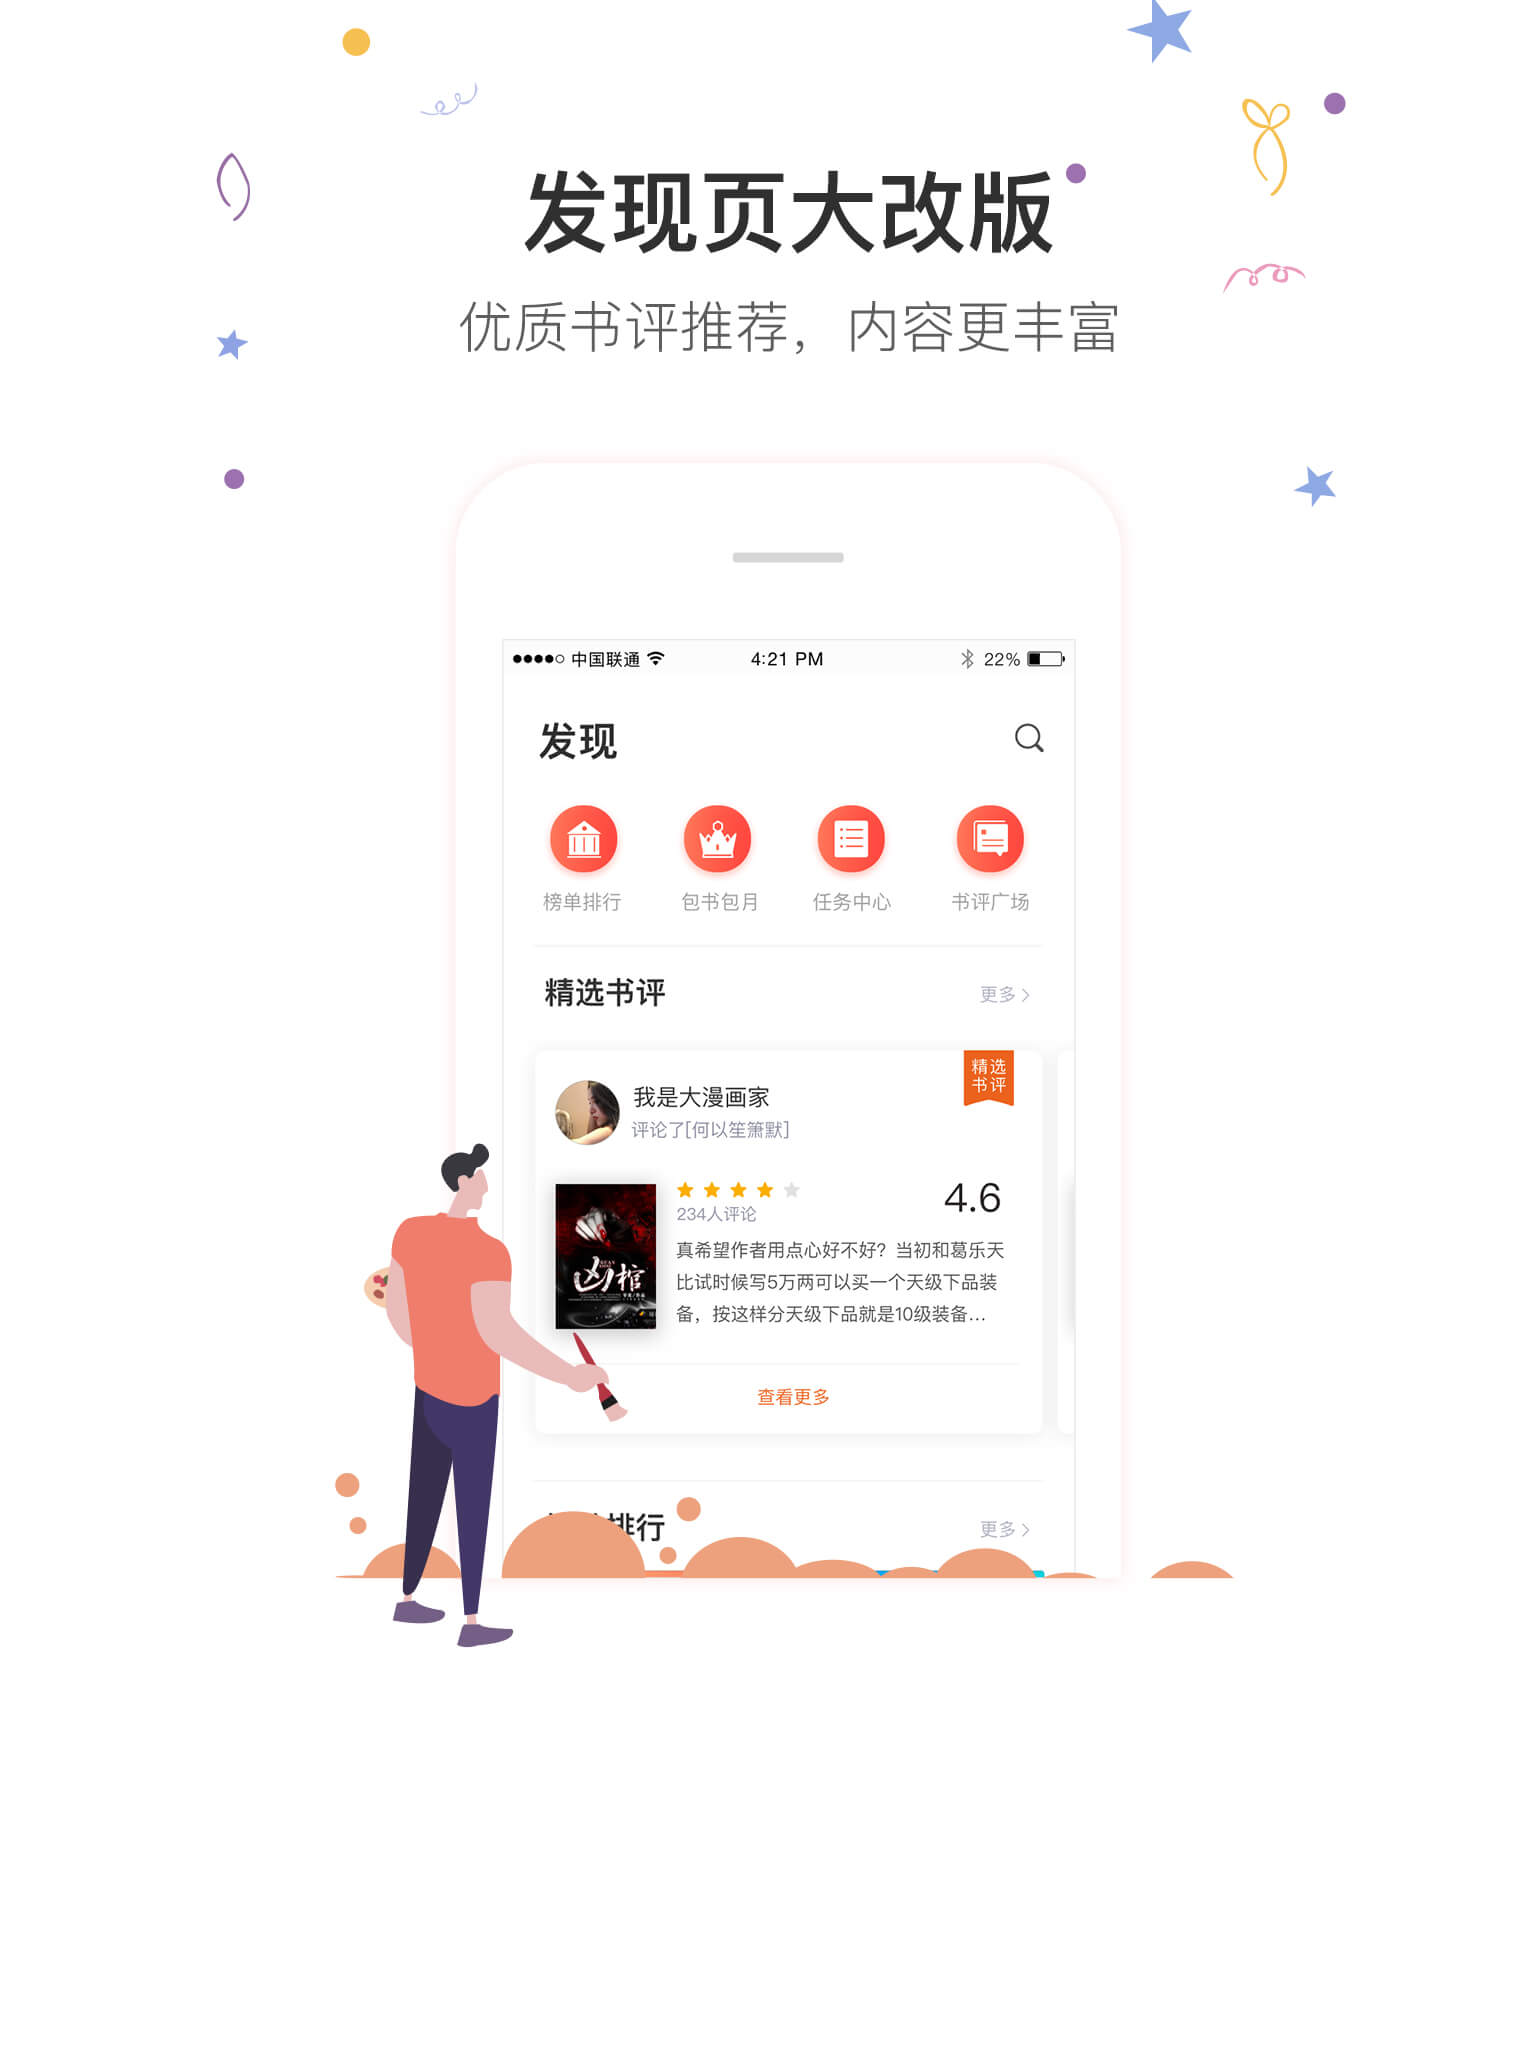 发现页大改版
优质书评推荐，内容更丰富
中国联通 4:21 PM 22%
发现
榜单排行 包书包月 任务中心 书评广场
精选书评 更多
精选
书评
我是大漫画家
评论了[何以笙箫默]
234人评论 4.6
真希望作者用点心好不好？当初和葛乐天
比试时候写5万两可以买一个天级下品装
备，按这样分天级下品就是10级装备...
凶棺
查看更多
排行 更多